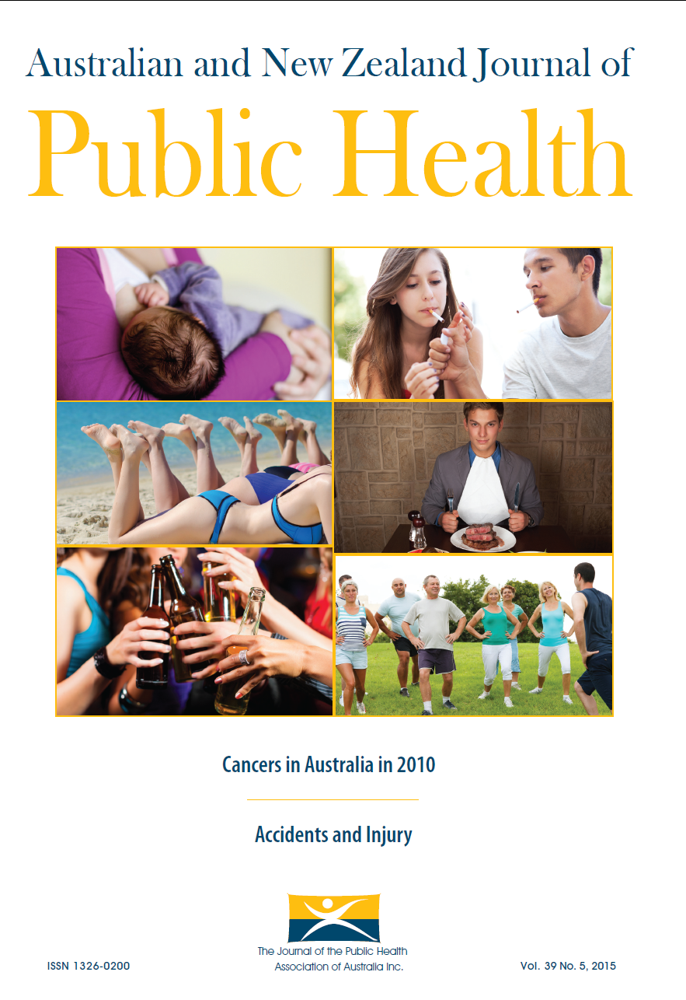 Australian and New Zealand Journal of
Public Health
Cancers in Australia in 2010
Accidents and Injury
The Journal of the Public Health
Association of Australia Inc.
ISSN 1326-0200
Vol. 39 No. 5, 2015